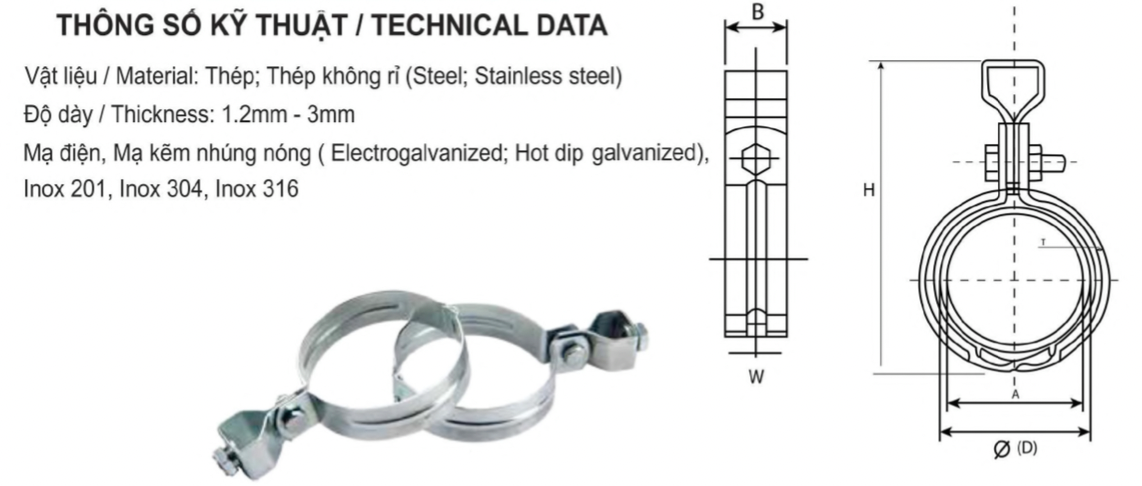 THÔNG SỐ KỸ THUẬT / TECHNICAL DATA
Vật liệu / Material: Thép; Thép không rỉ (Steel; Stainless steel)
Độ dày / Thickness: 1.2mm - 3mm
Mạ điện, Mạ kẽm nhúng nóng ( Electrogalvanized; Hot dip galvanized),
Inox 201, Inox 304, Inox 316
B
H
T
W
A
Ø (D)